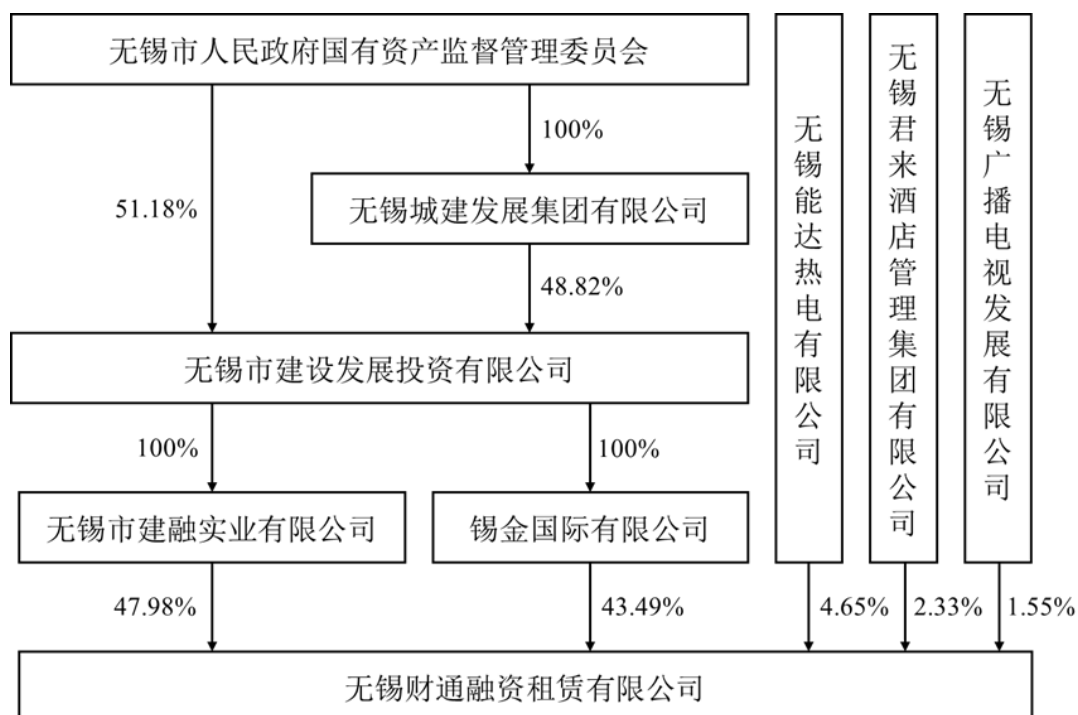 无锡市人民政府国有资产监督管理委员会
100%
51.18%
无锡城建发展集团有限公司
48.82%
无锡市建设发展投资有限公司
100%
100%
无锡市建融实业有限公司
锡金国际有限公司
无锡能达热电有限公司
无锡君来酒店管理集团有限公司
无锡广播电视发展有限公司
47.98%
43.49%
4.65%
2.33%
1.55%
无锡财通融资租赁有限公司